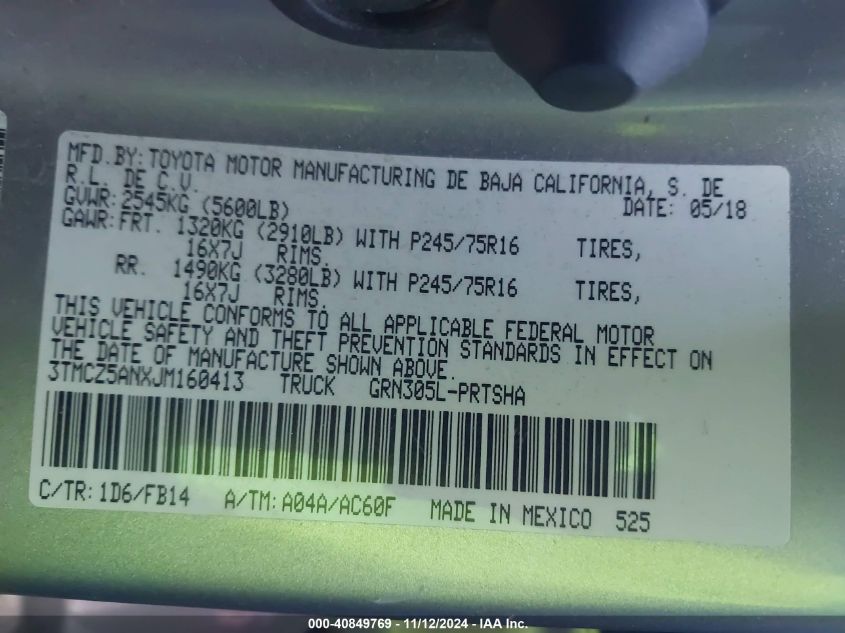 MFD.BY:TOYOTA MOTOR MANUFACTURING DE BAJA CALIFORNIA, S. DE
R.L. DE C.V. DATE: 05/18
GVWR:2545KG (5600LB)
GAWR:FRT. 1320KG (2910LB) WITH P245/75R16 TIRES,
16X7J RIMS.
RR. 1490KG (3280LB) WITH P245/75R16 TIRES,
16X7J RIMS.
THIS VEHICLE CONFORMS TO ALL APPLICABLE FEDERAL MOTOR
VEHICLE SAFETY AND THEFT PREVENTION STANDARDS IN EFFECT ON
THE DATE OF MANUFACTURE SHOWN ABOVE.
3TMCZ5ANXJM160413 TRUCK GRN305L-PRTSHA
C/TR:1D6/FB14 A/TM:A04A/AC60F MADE IN MEXICO 525
000-40849769 - 11/12/2024 - IAA Inc.